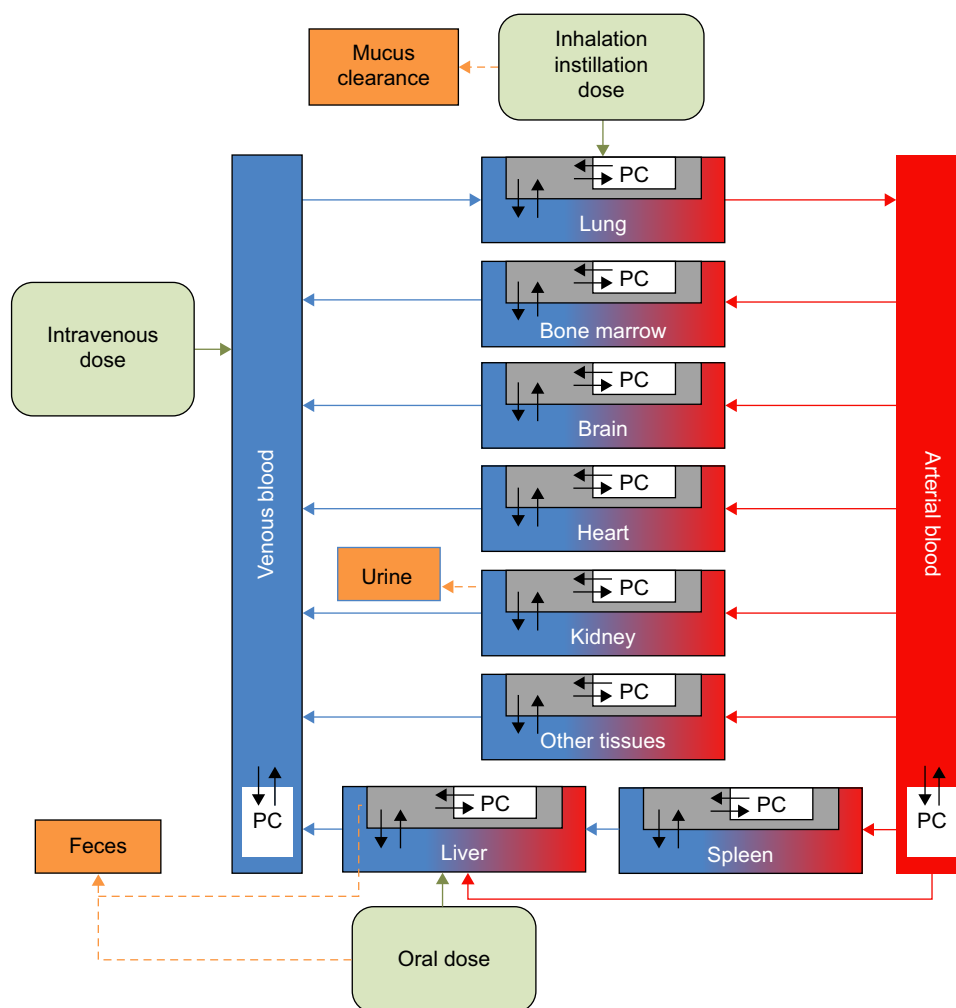 Mucus
clearance
Inhalation
instillation
dose
PC
Lung
Intravenous
dose
PC
Bone marrow
PC
Brain
Venous blood
Arterial blood
PC
Heart
Urine
PC
Kidney
PC
Other tissues
PC
PC
PC
PC
Feces
Liver
Spleen
Oral dose